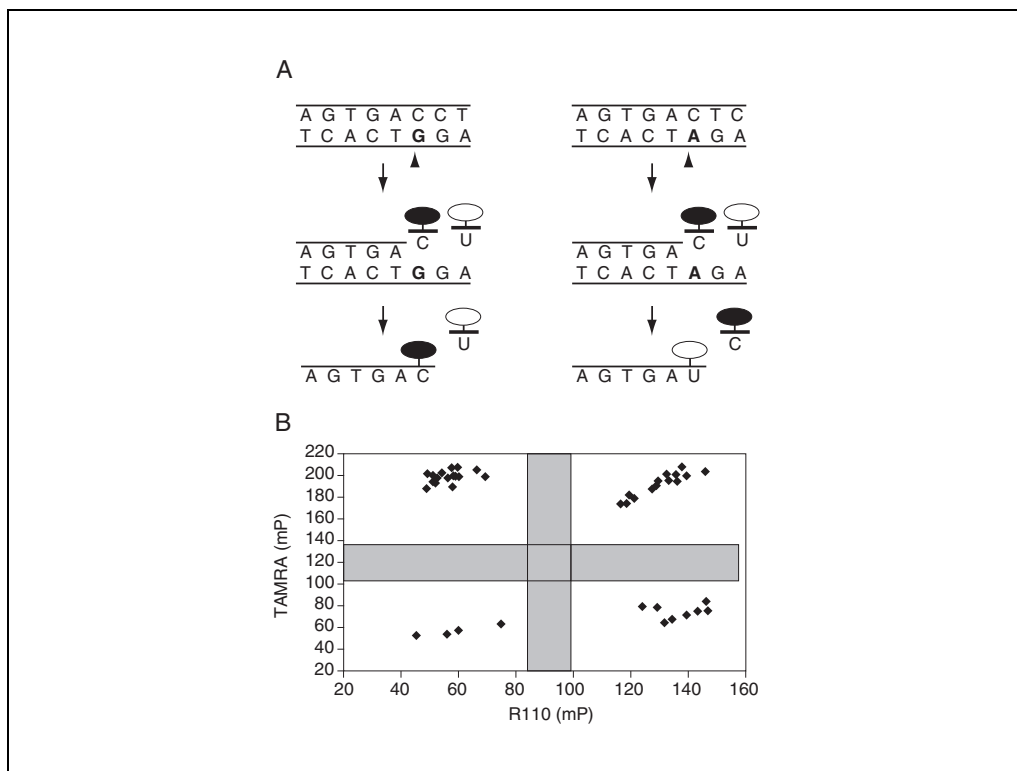 A
A G T G A C C T
T C A C T G G A
A G T G A C T C
T C A C T A G A
C U
A G T G A
T C A C T G G A
C U
A G T G A
T C A C T A G A
U
A G T G A C
C
A G T G A U
B
220
200
180
160
140
120
100
80
60
40
20
TAMRA (mP)
20 40 60 80 100 120 140 160
R110 (mP)